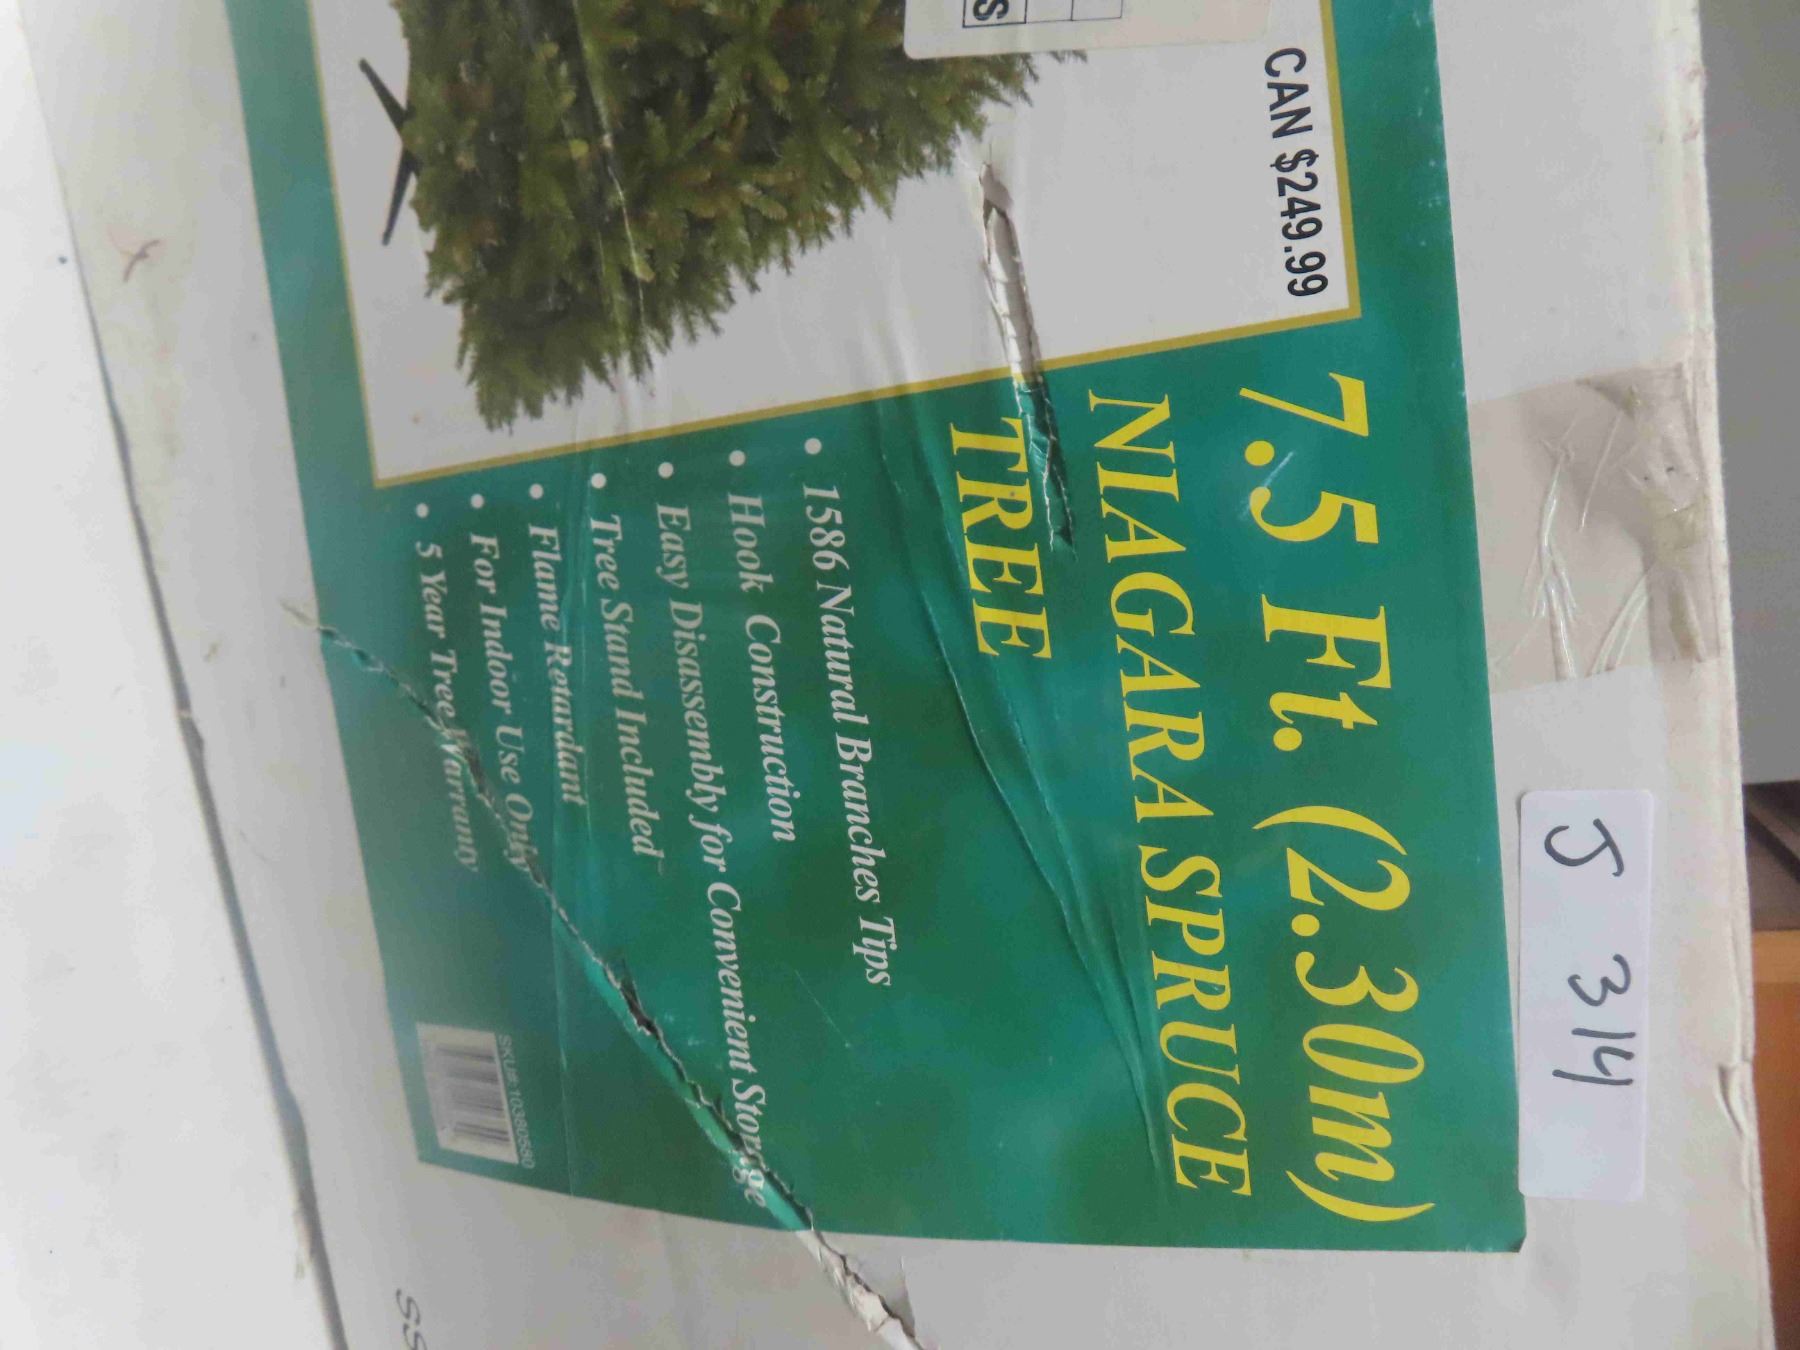 CAN $249.99
7.5 Ft. (2.30m)
NIAGARA SPRUCE
TREE
• 1586 Natural Branches Tips
• Hook Construction
• Easy Disassembly for Convenient Storage
• Tree Stand Included
• Flame Retardant
• For Indoor Use Only
• 5 Year Tree Warranty
J 314